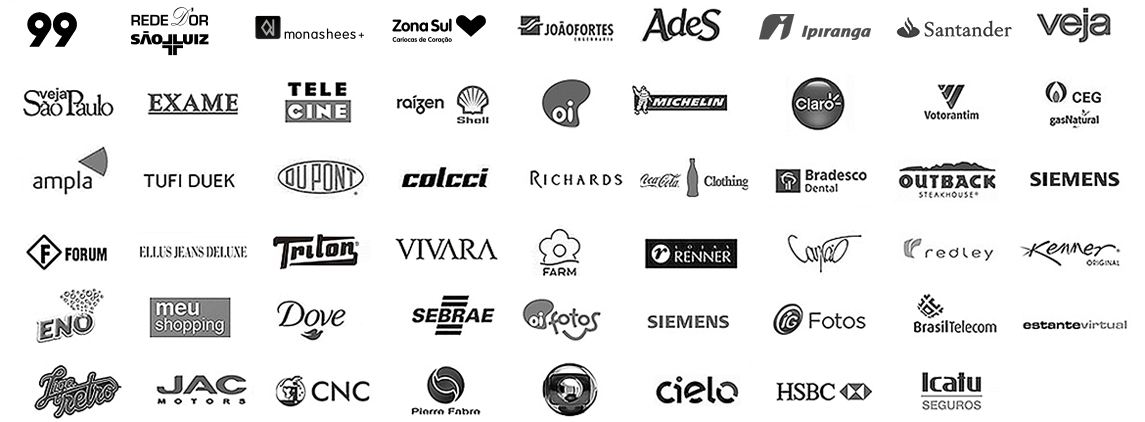 99
REDE D'OR
SÃO LUIZ
monashees+
Zona Sul
Cariocas de Coração
JOÃOFORTES
ENGENHARIA
AdeS
Ipiranga
Santander
veja
veja
São Paulo
EXAME
TELE
CINE
raízen
Shell
oi
MICHELIN
Claro
Votorantim
CEG
gasNatural
ampla
TUFI DUEK
DU PONT
colcci
RICHARDS
Coca-Cola Clothing
Bradesco
Dental
OUTBACK
STEAKHOUSE®
SIEMENS
F FORUM
ELLUS JEANS DELUXE
Triton
VIVARA
FARM
r LOJAS
RENNER
redley
Kenner
ORIGINAL
ENO
meu
shopping
Dove
SEBRAE
oi fotos
SIEMENS
Fotos
BrasilTelecom
estantevirtual
Liga
retrô
JAC
MOTORS
CNC
Pierre Fabre
cielo
HSBC
Icatu
SEGUROS